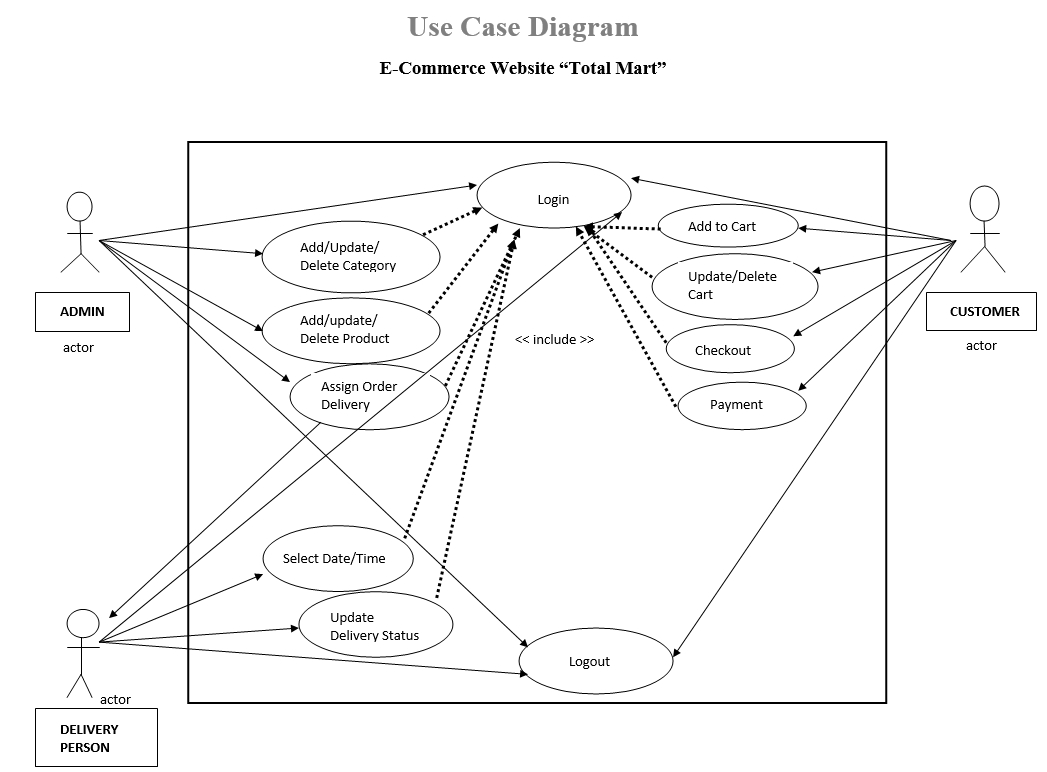 Use Case Diagram
E-Commerce Website “Total Mart”
Login
Add/Update/
Delete Category
Add to Cart
Update/Delete
Cart
ADMIN
actor
CUSTOMER
actor
Add/update/
Delete Product
<< include >>
Checkout
Assign Order
Delivery
Payment
Select Date/Time
Update
Delivery Status
Logout
actor
DELIVERY
PERSON